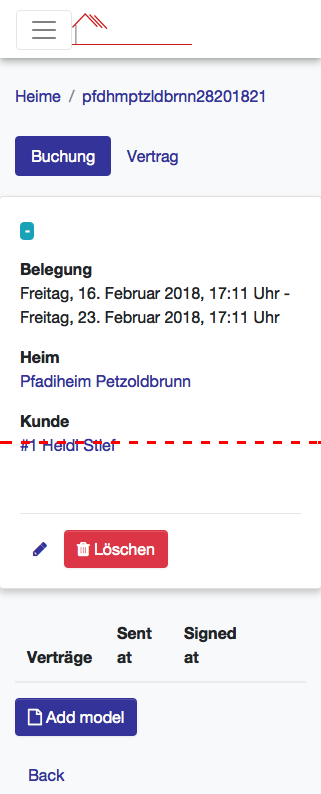 Heime / pfdhmptzldbrnn28201821
Buchung Vertrag
-
Belegung
Freitag, 16. Februar 2018, 17:11 Uhr -
Freitag, 23. Februar 2018, 17:11 Uhr
Heim
Pfadiheim Petzoldbrunn
Kunde
#1 Heidi Stief
Löschen
Verträge Sent at Signed at
Add model
Back